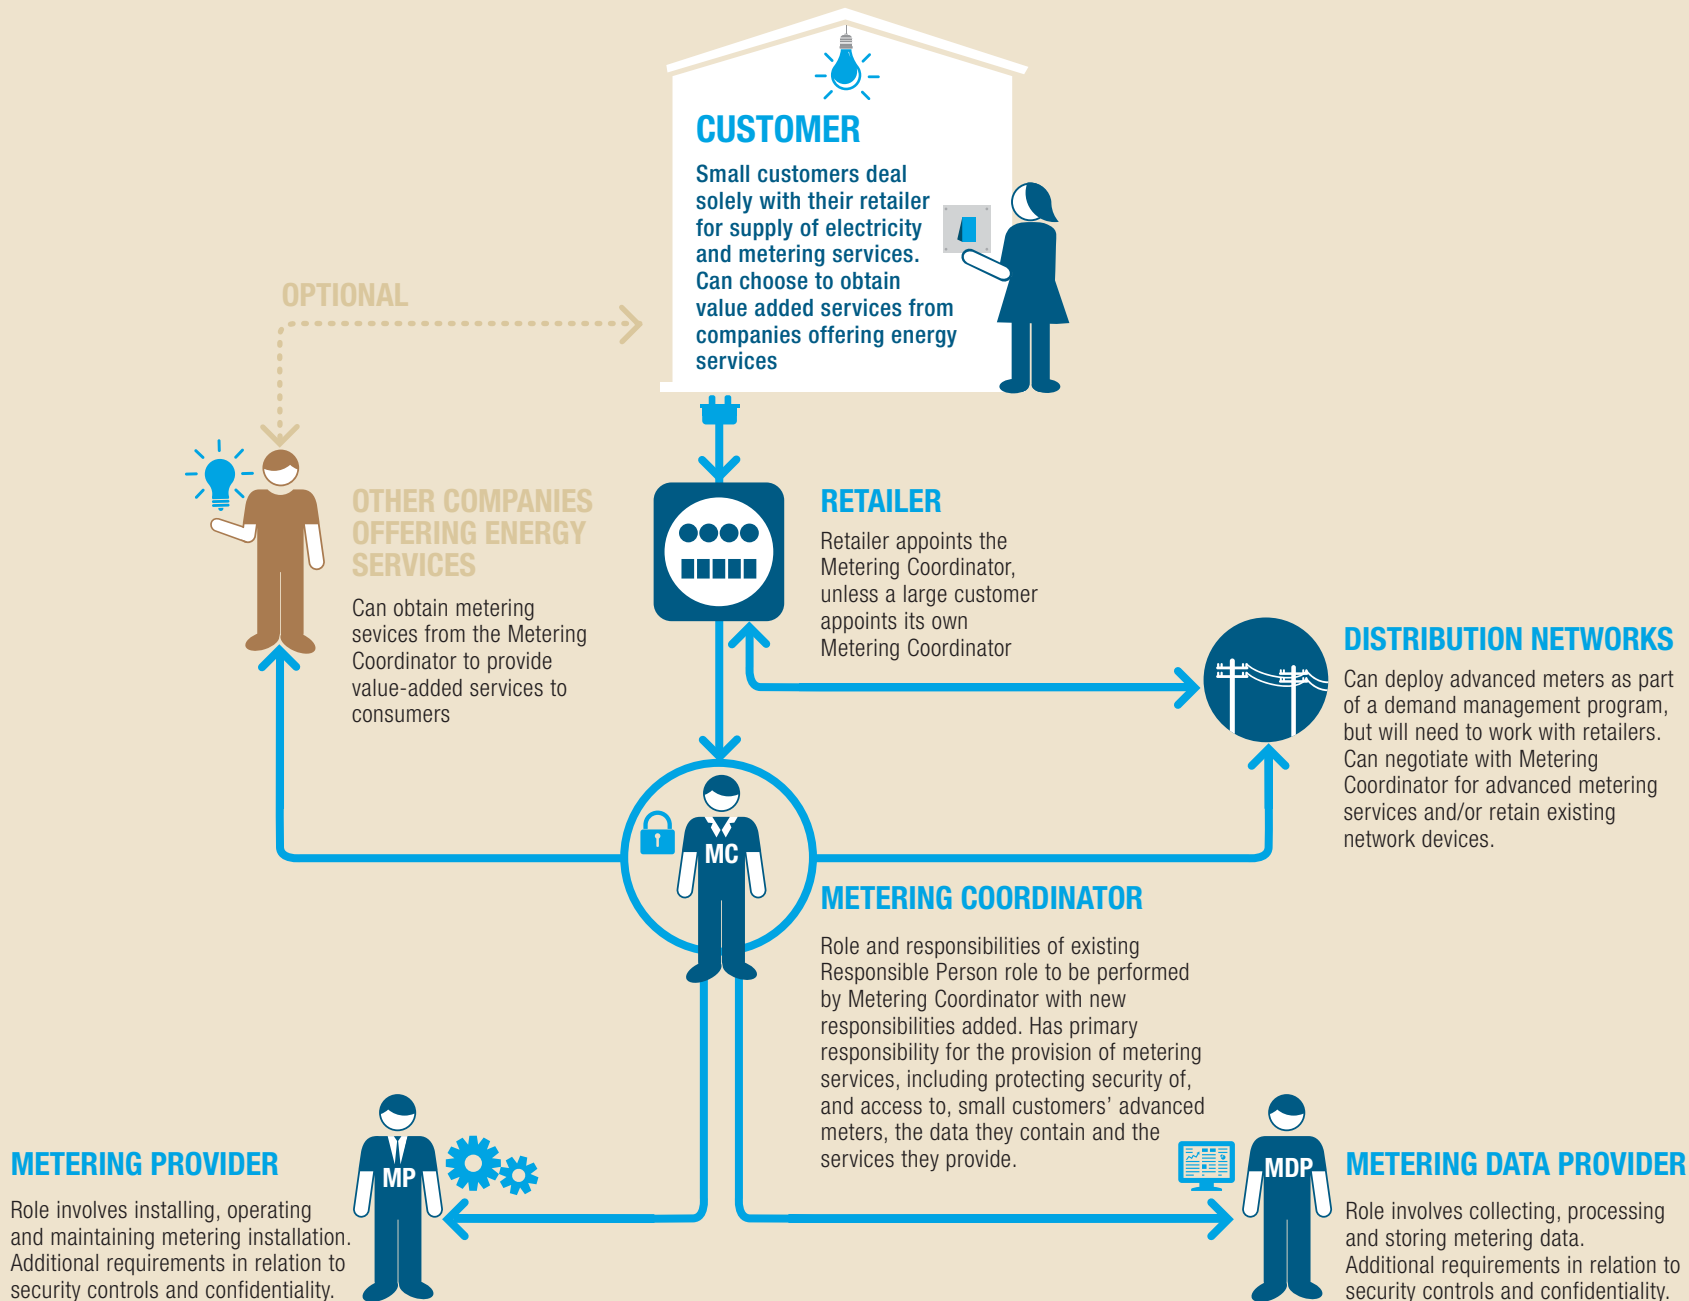 CUSTOMER
Small customers deal
solely with their retailer
for supply of electricity
and metering services.
Can choose to obtain
value added services from
companies offering energy
services
OPTIONAL
OTHER COMPANIES
OFFERING ENERGY
SERVICES
Can obtain metering
sevices from the Metering
Coordinator to provide
value-added services to
consumers
RETAILER
Retailer appoints the
Metering Coordinator,
unless a large customer
appoints its own
Metering Coordinator
DISTRIBUTION NETWORKS
Can deploy advanced meters as part
of a demand management program,
but will need to work with retailers.
Can negotiate with Metering
Coordinator for advanced metering
services and/or retain existing
network devices.
MC
METERING COORDINATOR
Role and responsibilities of existing
Responsible Person role to be performed
by Metering Coordinator with new
responsibilities added. Has primary
responsibility for the provision of metering
services, including protecting security of,
and access to, small customers’ advanced
meters, the data they contain and the
services they provide.
METERING PROVIDER
Role involves installing, operating
and maintaining metering installation.
Additional requirements in relation to
security controls and confidentiality.
MP
MDP
METERING DATA PROVIDER
Role involves collecting, processing
and storing metering data.
Additional requirements in relation to
security controls and confidentiality.